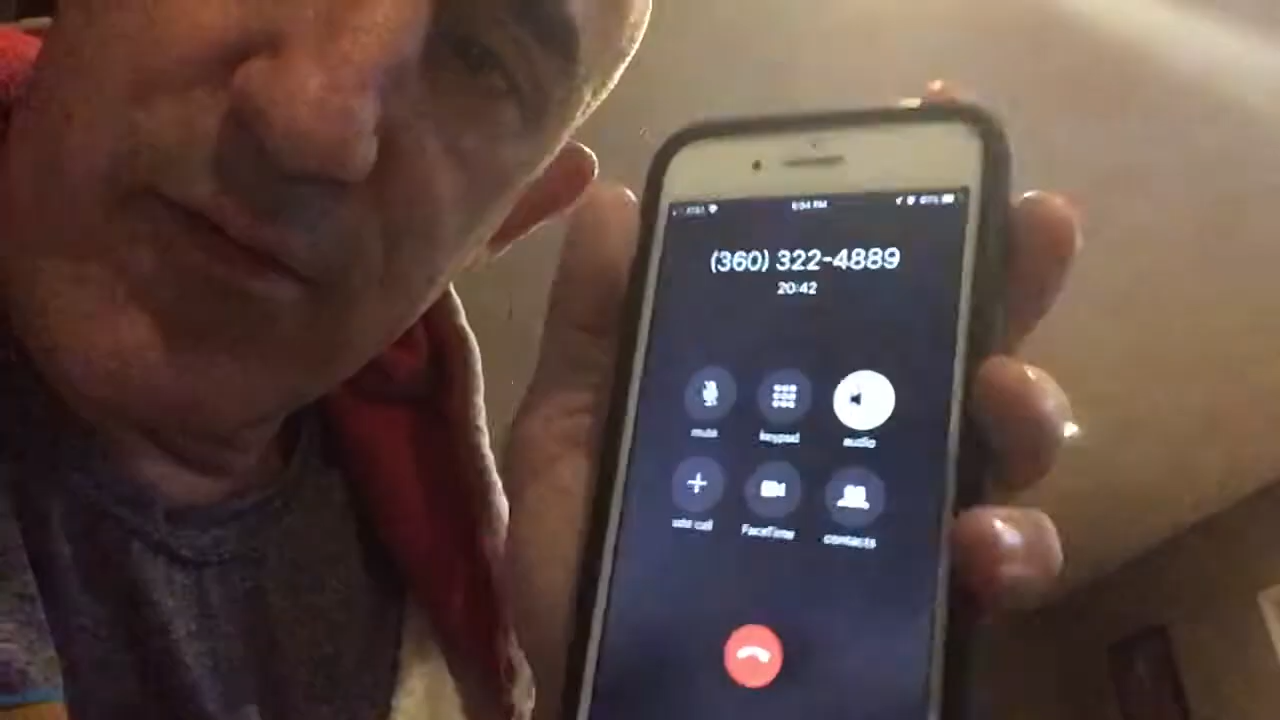 (360) 322-4889
20:42
mute
keypad
audio
add call
FaceTime
contacts